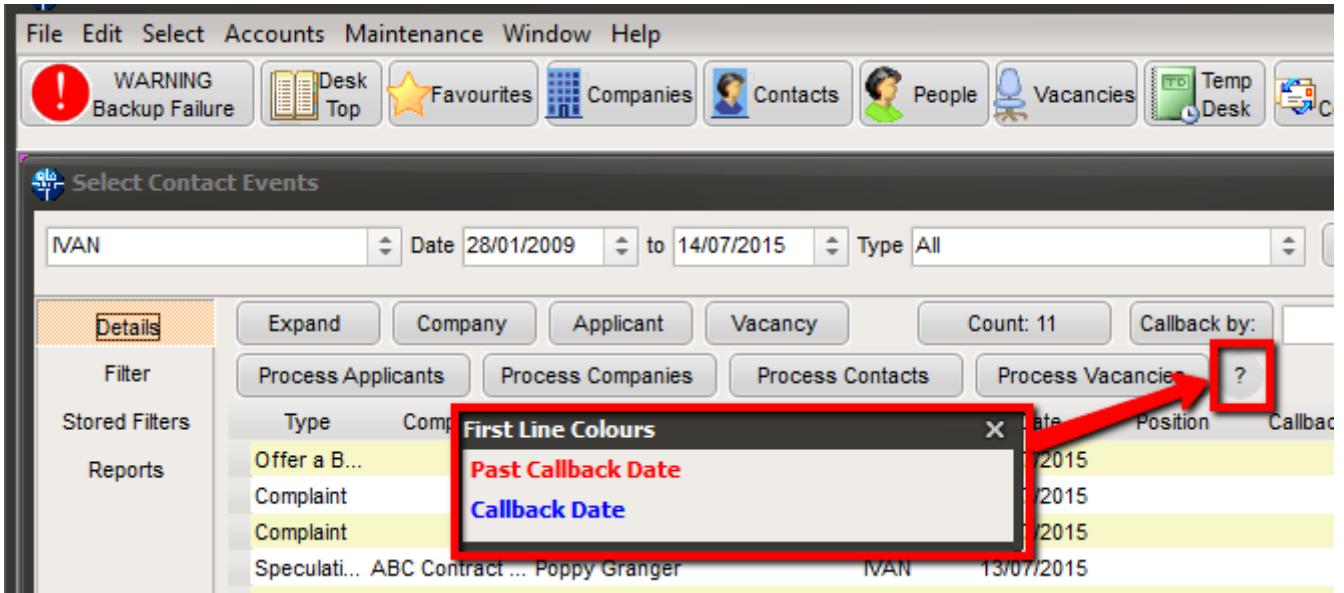 File Edit Select Accounts Maintenance Window Help
WARNING Backup Failure Desk Top Favourites Companies Contacts People Vacancies Temp Desk
Select Contact Events
IVAN Date 28/01/2009 to 14/07/2015 Type All
Details Expand Company Applicant Vacancy Count: 11 Callback by:
Filter Process Applicants Process Companies Process Contacts Process Vacancies ?
Stored Filters Type Position
First Line Colours
Reports Offer a B...
Past Callback Date
Complaint
Callback Date
Complaint
Speculati... ABC Contract ... Poppy Granger IVAN 13/07/2015